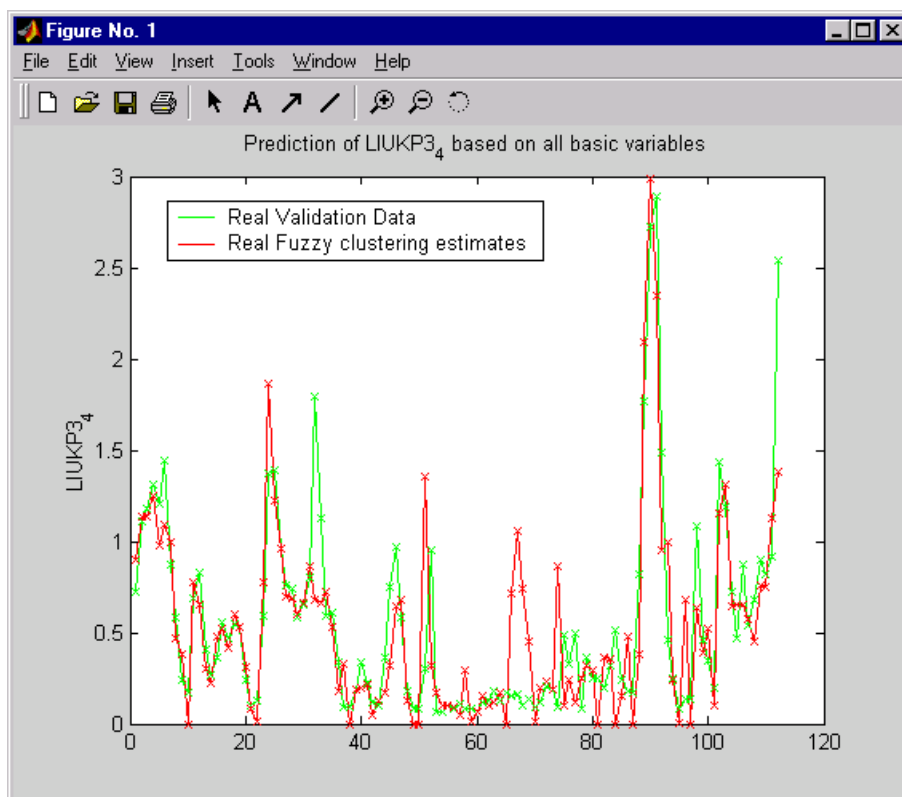 Figure No. 1
File Edit View Insert Tools Window Help
A
Prediction of LIUKP3₄ based on all basic variables
Real Validation Data
Real Fuzzy clustering estimates
LIUKP3₄
3
2.5
2
1.5
1
0.5
0
0 20 40 60 80 100 120